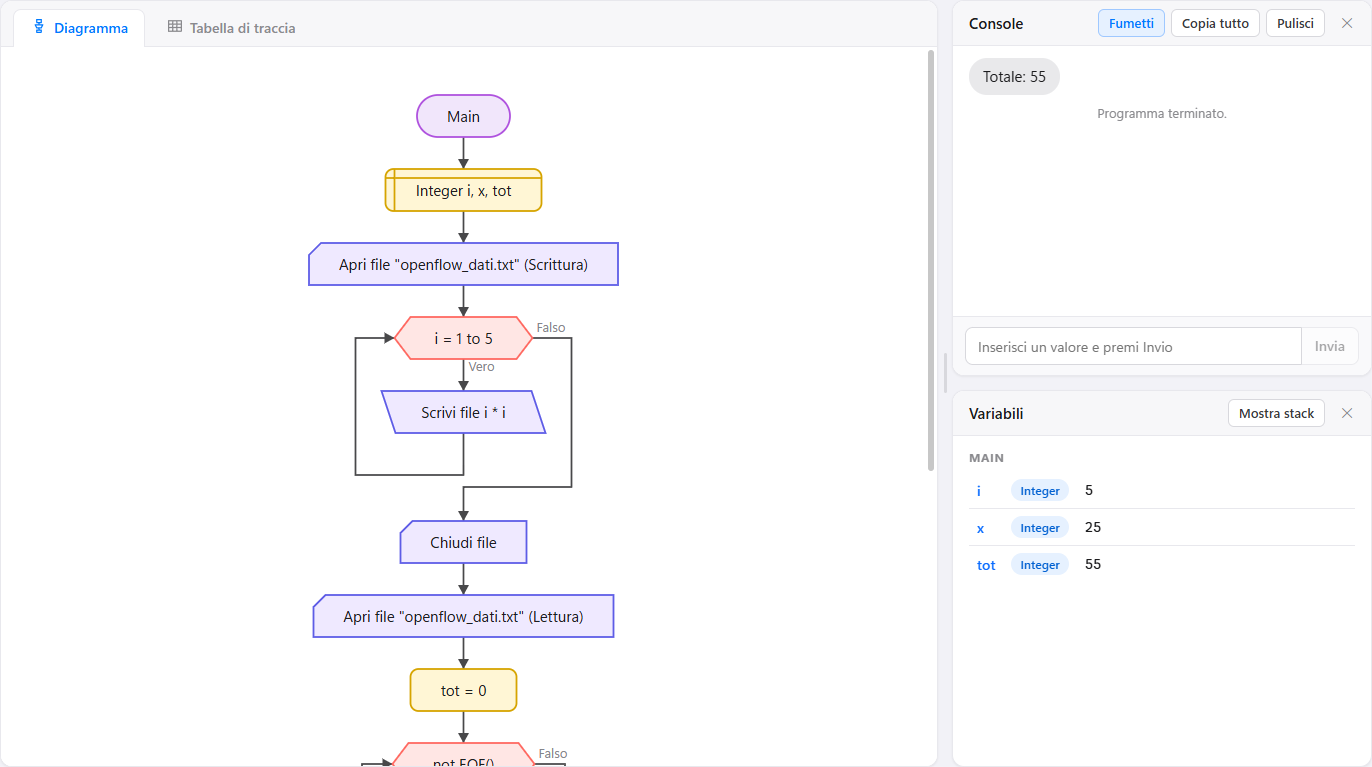 Diagramma
Tabella di traccia
Main
Integer i, x, tot
Apri file "openflow_dati.txt" (Scrittura)
i = 1 to 5
Falso
Vero
Scrivi file i * i
Chiudi file
Apri file "openflow_dati.txt" (Lettura)
tot = 0
not EOF()
Falso
Console
Fumetti
Copia tutto
Pulisci
Totale: 55
Programma terminato.
Inserisci un valore e premi Invio
Invia
Variabili
Mostra stack
MAIN
i Integer 5
x Integer 25
tot Integer 55